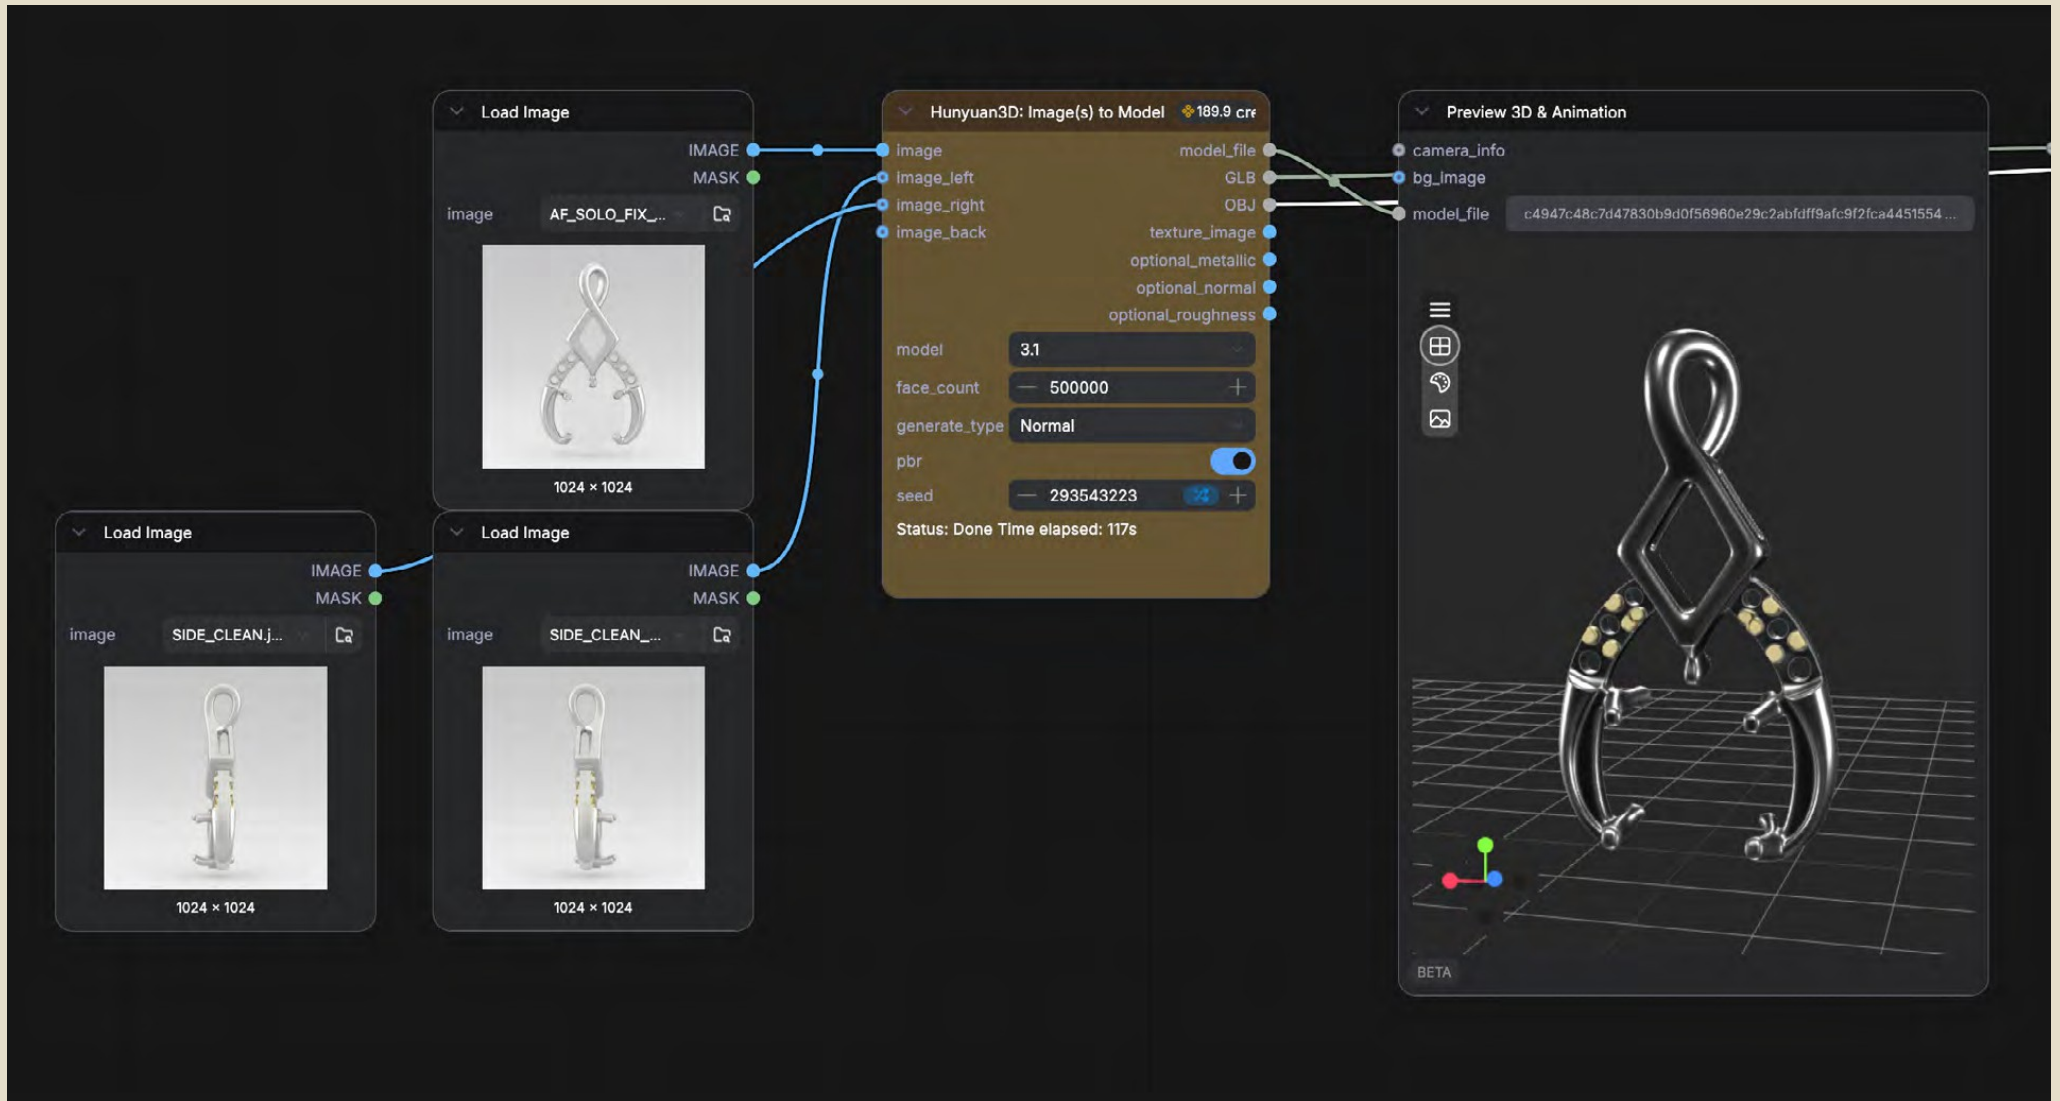 Load Image
IMAGE
MASK
image AF_SOLO_FIX_...
1024 × 1024
Load Image
IMAGE
MASK
image SIDE_CLEAN.j...
1024 × 1024
Load Image
IMAGE
MASK
image SIDE_CLEAN_...
1024 × 1024
Hunyuan3D: Image(s) to Model 189.9 cre
image model_file
image_left GLB
image_right OBJ
image_back texture_image
optional_metallic
optional_normal
optional_roughness
model 3.1
face_count 500000
generate_type Normal
pbr
seed 293543223
Status: Done Time elapsed: 117s
Preview 3D & Animation
camera_info
bg_image
model_file c4947c48c7d47830b9d0f56960e29c2abfdff9afc9f2fca4451554...
BETA